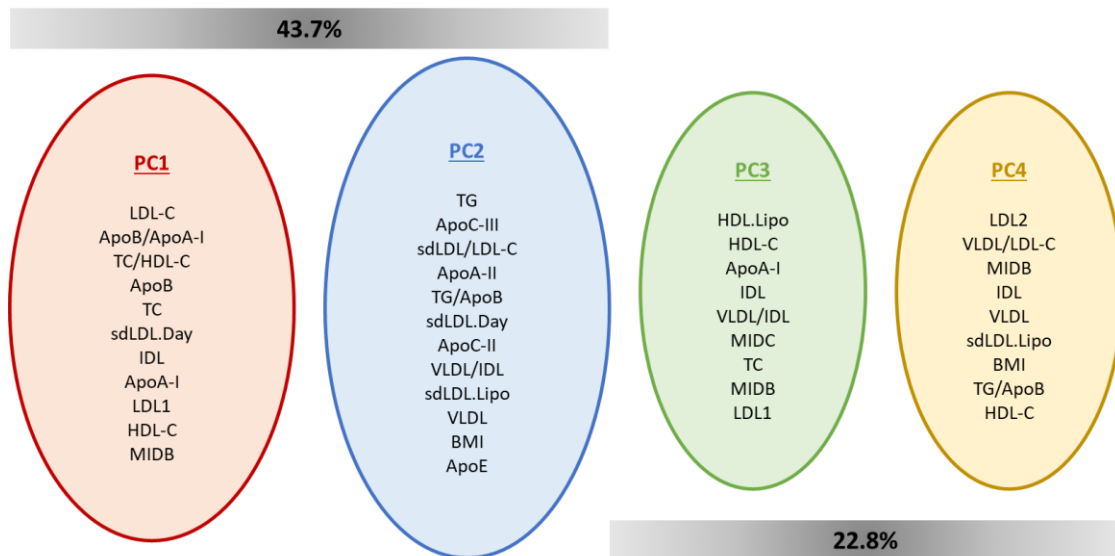 43.7%
PC1
LDL-C
ApoB/ApoA-I
TC/HDL-C
ApoB
TC
sdLDL.Day
IDL
ApoA-I
LDL1
HDL-C
MIDB
PC2
TG
ApoC-III
sdLDL/LDL-C
ApoA-II
TG/ApoB
sdLDL.Day
ApoC-II
VLDL/IDL
sdLDL.Lipo
VLDL
BMI
ApoE
PC3
HDL.Lipo
HDL-C
ApoA-I
IDL
VLDL/IDL
MIDC
TC
MIDB
LDL1
PC4
LDL2
VLDL/LDL-C
MIDB
IDL
VLDL
sdLDL.Lipo
BMI
TG/ApoB
HDL-C
22.8%